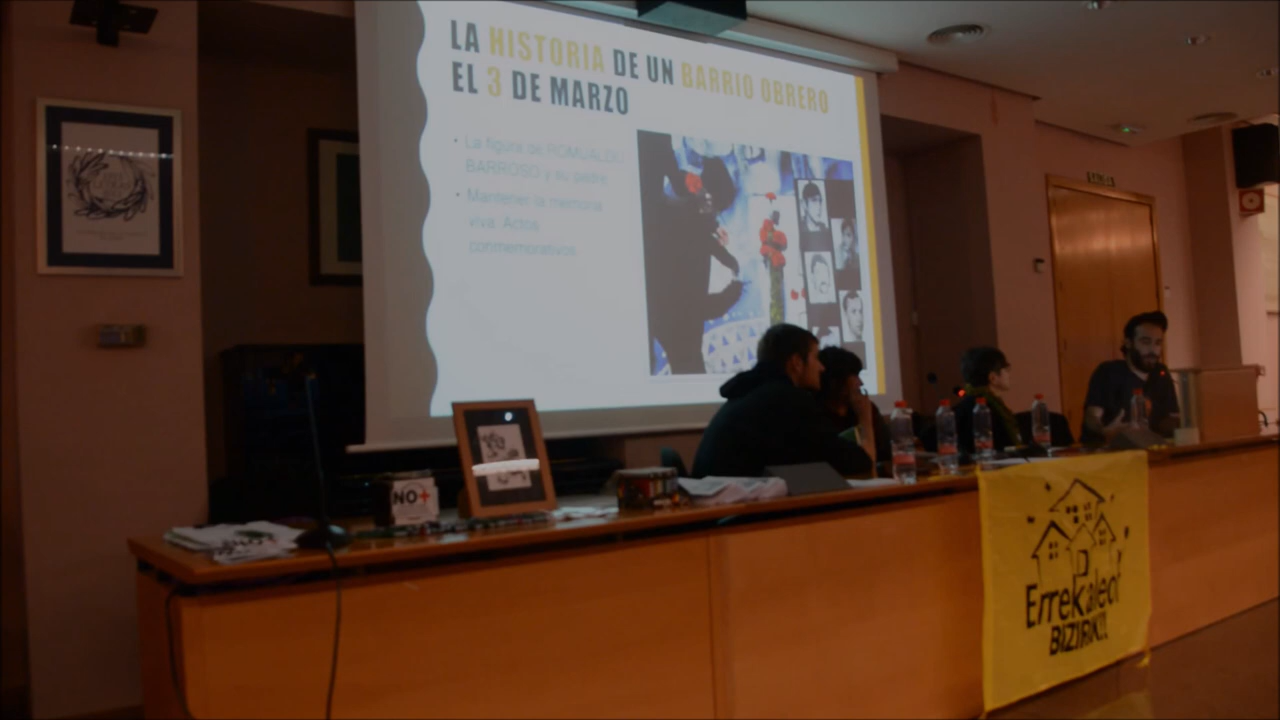 LA HISTORIA DE UN BARRIO OBRERO
EL 3 DE MARZO
• La figura de ROMUALDO
BARROSO y su padre.
• Mantener la memoria
viva. Actos
conmemorativos.
NO+
Errekaleor
BIZIRIK!!